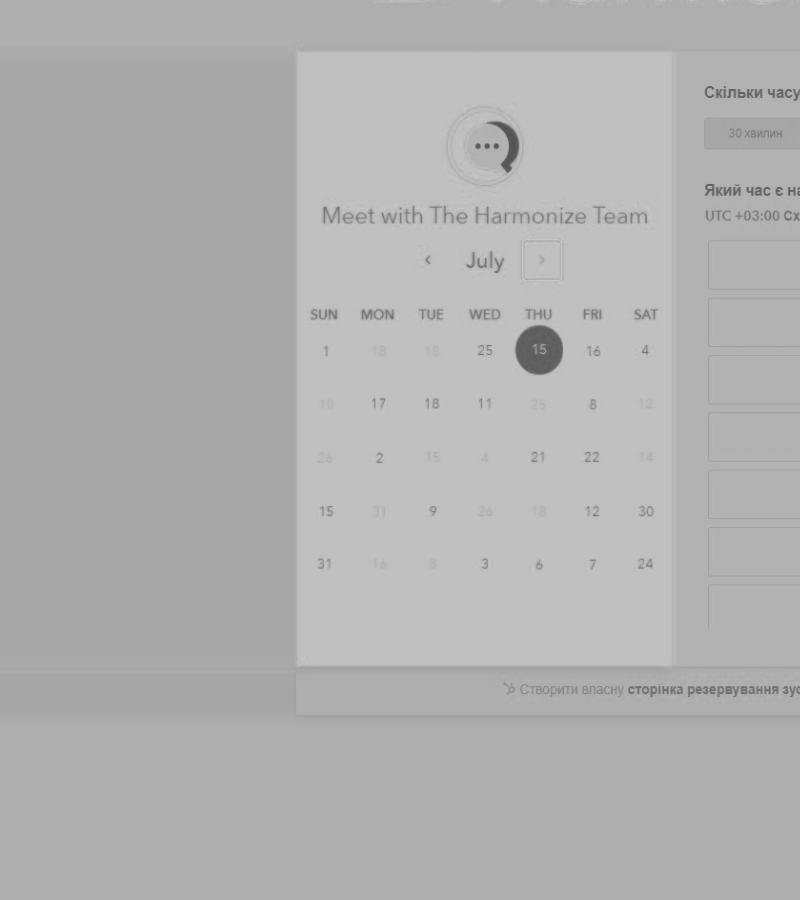 Meet with The Harmonize Team
July
SUN MON TUE WED THU FRI SAT
1 18 18 25 15 16 4
10 17 18 11 25 8 12
26 2 15 4 21 22 14
15 31 9 26 18 12 30
31 16 8 3 6 7 24
Скільки часу
30 хвилин
Який час є на
UTC +03:00 Сх
Створити власну сторінка резервування зус